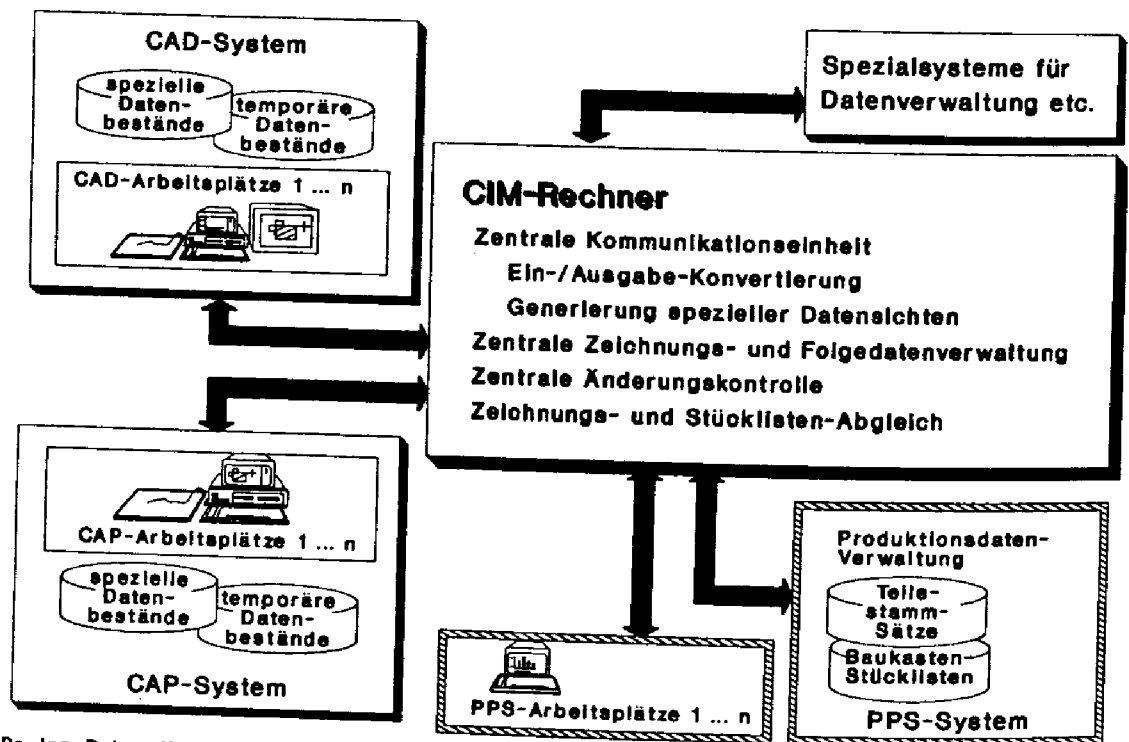 CAD-System
spezielle
Daten-
bestände
temporäre
Daten-
bestände
CAD-Arbeitsplätze 1 ... n
Spezialsysteme für
Datenverwaltung etc.
CIM-Rechner
Zentrale Kommunikationseinheit
Ein-/Ausgabe-Konvertierung
Generierung spezieller Datensichten
Zentrale Zeichnungs- und Folgedatenverwaltung
Zentrale Änderungskontrolle
Zeichnungs- und Stücklisten-Abgleich
CAP-Arbeitsplätze 1 ... n
spezielle
Daten-
bestände
temporäre
Daten-
bestände
CAP-System
PPS-Arbeitsplätze 1 ... n
Produktionsdaten-
Verwaltung
Teile-
stamm-
Sätze
Baukasten-
Stücklisten
PPS-System